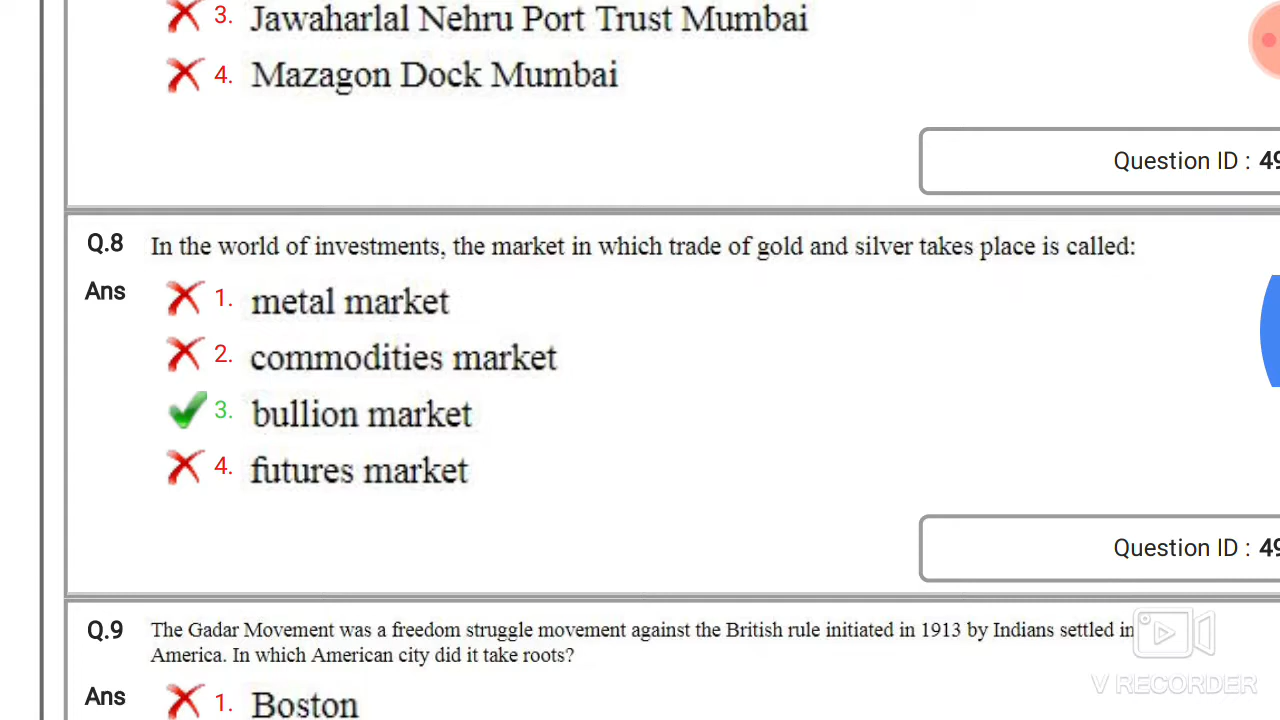 3. Jawaharlal Nehru Port Trust Mumbai
4. Mazagon Dock Mumbai
Question ID : 49
Q.8 In the world of investments, the market in which trade of gold and silver takes place is called:
Ans 1. metal market
2. commodities market
3. bullion market
4. futures market
Question ID : 49
Q.9 The Gadar Movement was a freedom struggle movement against the British rule initiated in 1913 by Indians settled in
America. In which American city did it take roots?
Ans 1. Boston
V RECORDER